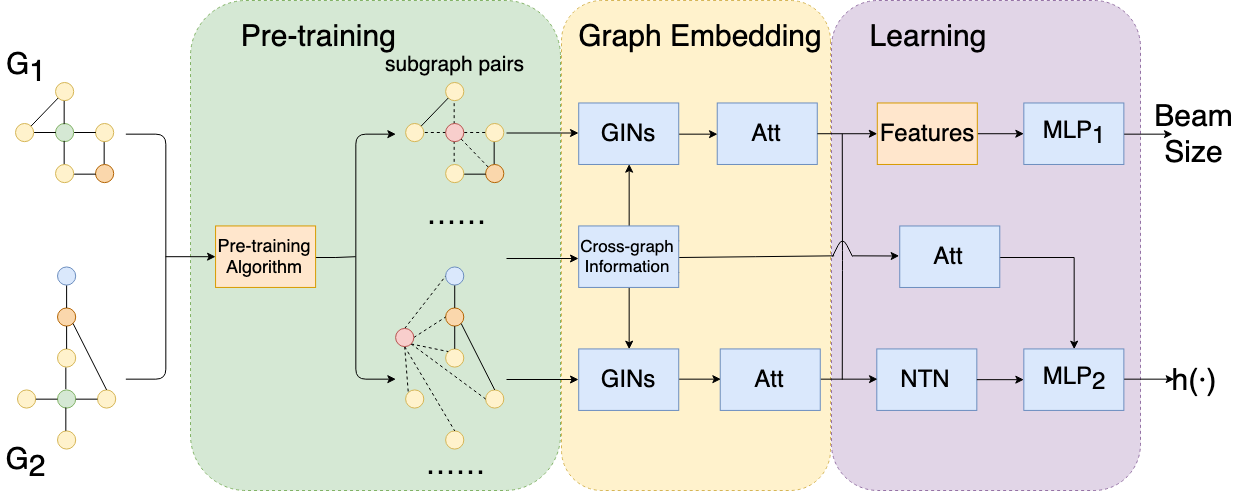 Pre-training
Graph Embedding
Learning
G1
subgraph pairs
GINs
Att
Features
MLP1
Beam
Size
......
Pre-training
Algorithm
Cross-graph
Information
Att
GINs
Att
NTN
MLP2
h(·)
G2
......